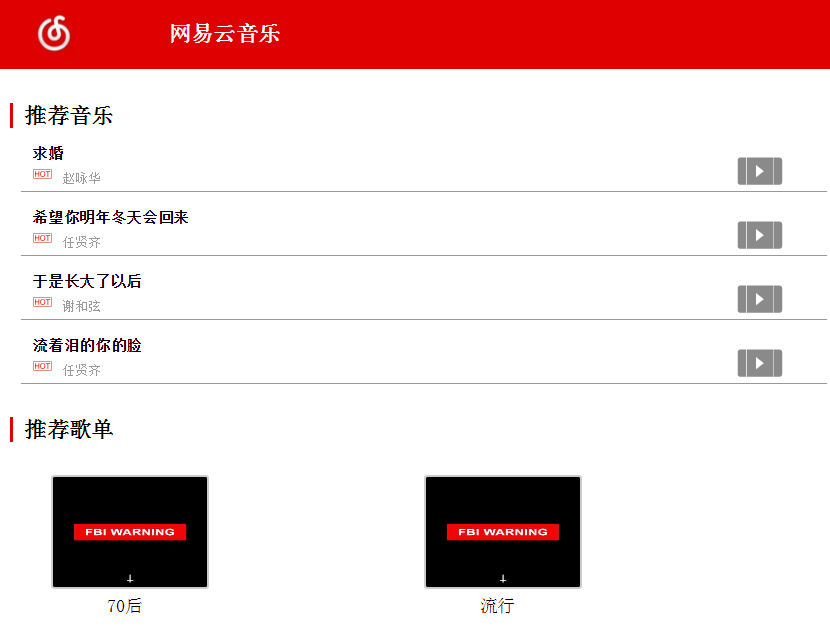 网易云音乐
推荐音乐
求婚
HOT 赵咏华
希望你明年冬天会回来
HOT 任贤齐
于是长大了以后
HOT 谢和弦
流着泪的你的脸
HOT 任贤齐
推荐歌单
FBI WARNING FBI WARNING
70后 流行